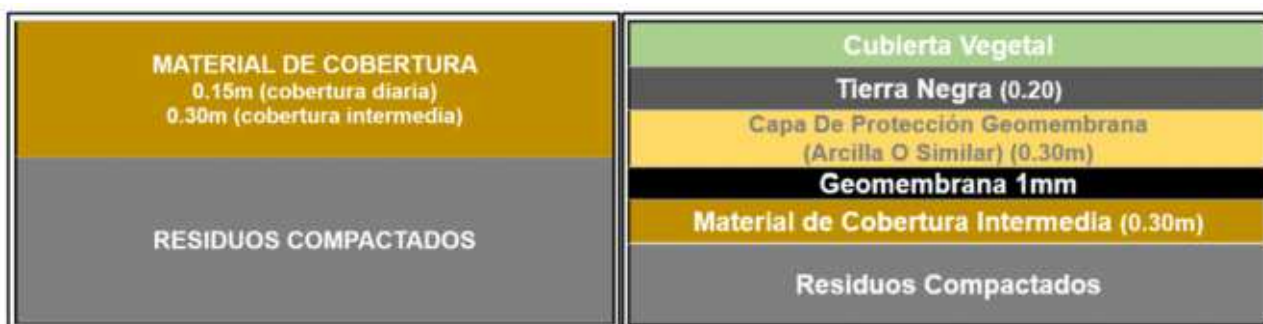 MATERIAL DE COBERTURA
0.15m (cobertura diaria)
0.30m (cobertura intermedia)
RESIDUOS COMPACTADOS
Cubierta Vegetal
Tierra Negra (0.20)
Capa De Protección Geomembrana
(Arcilla O Similar) (0.30m)
Geomembrana 1mm
Material de Cobertura Intermedia (0.30m)
Residuos Compactados